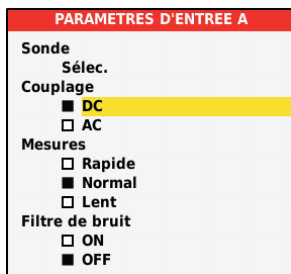 PARAMETRES D'ENTREE A
Sonde
Sélec.
Couplage
DC
AC
Mesures
Rapide
Normal
Lent
Filtre de bruit
ON
OFF